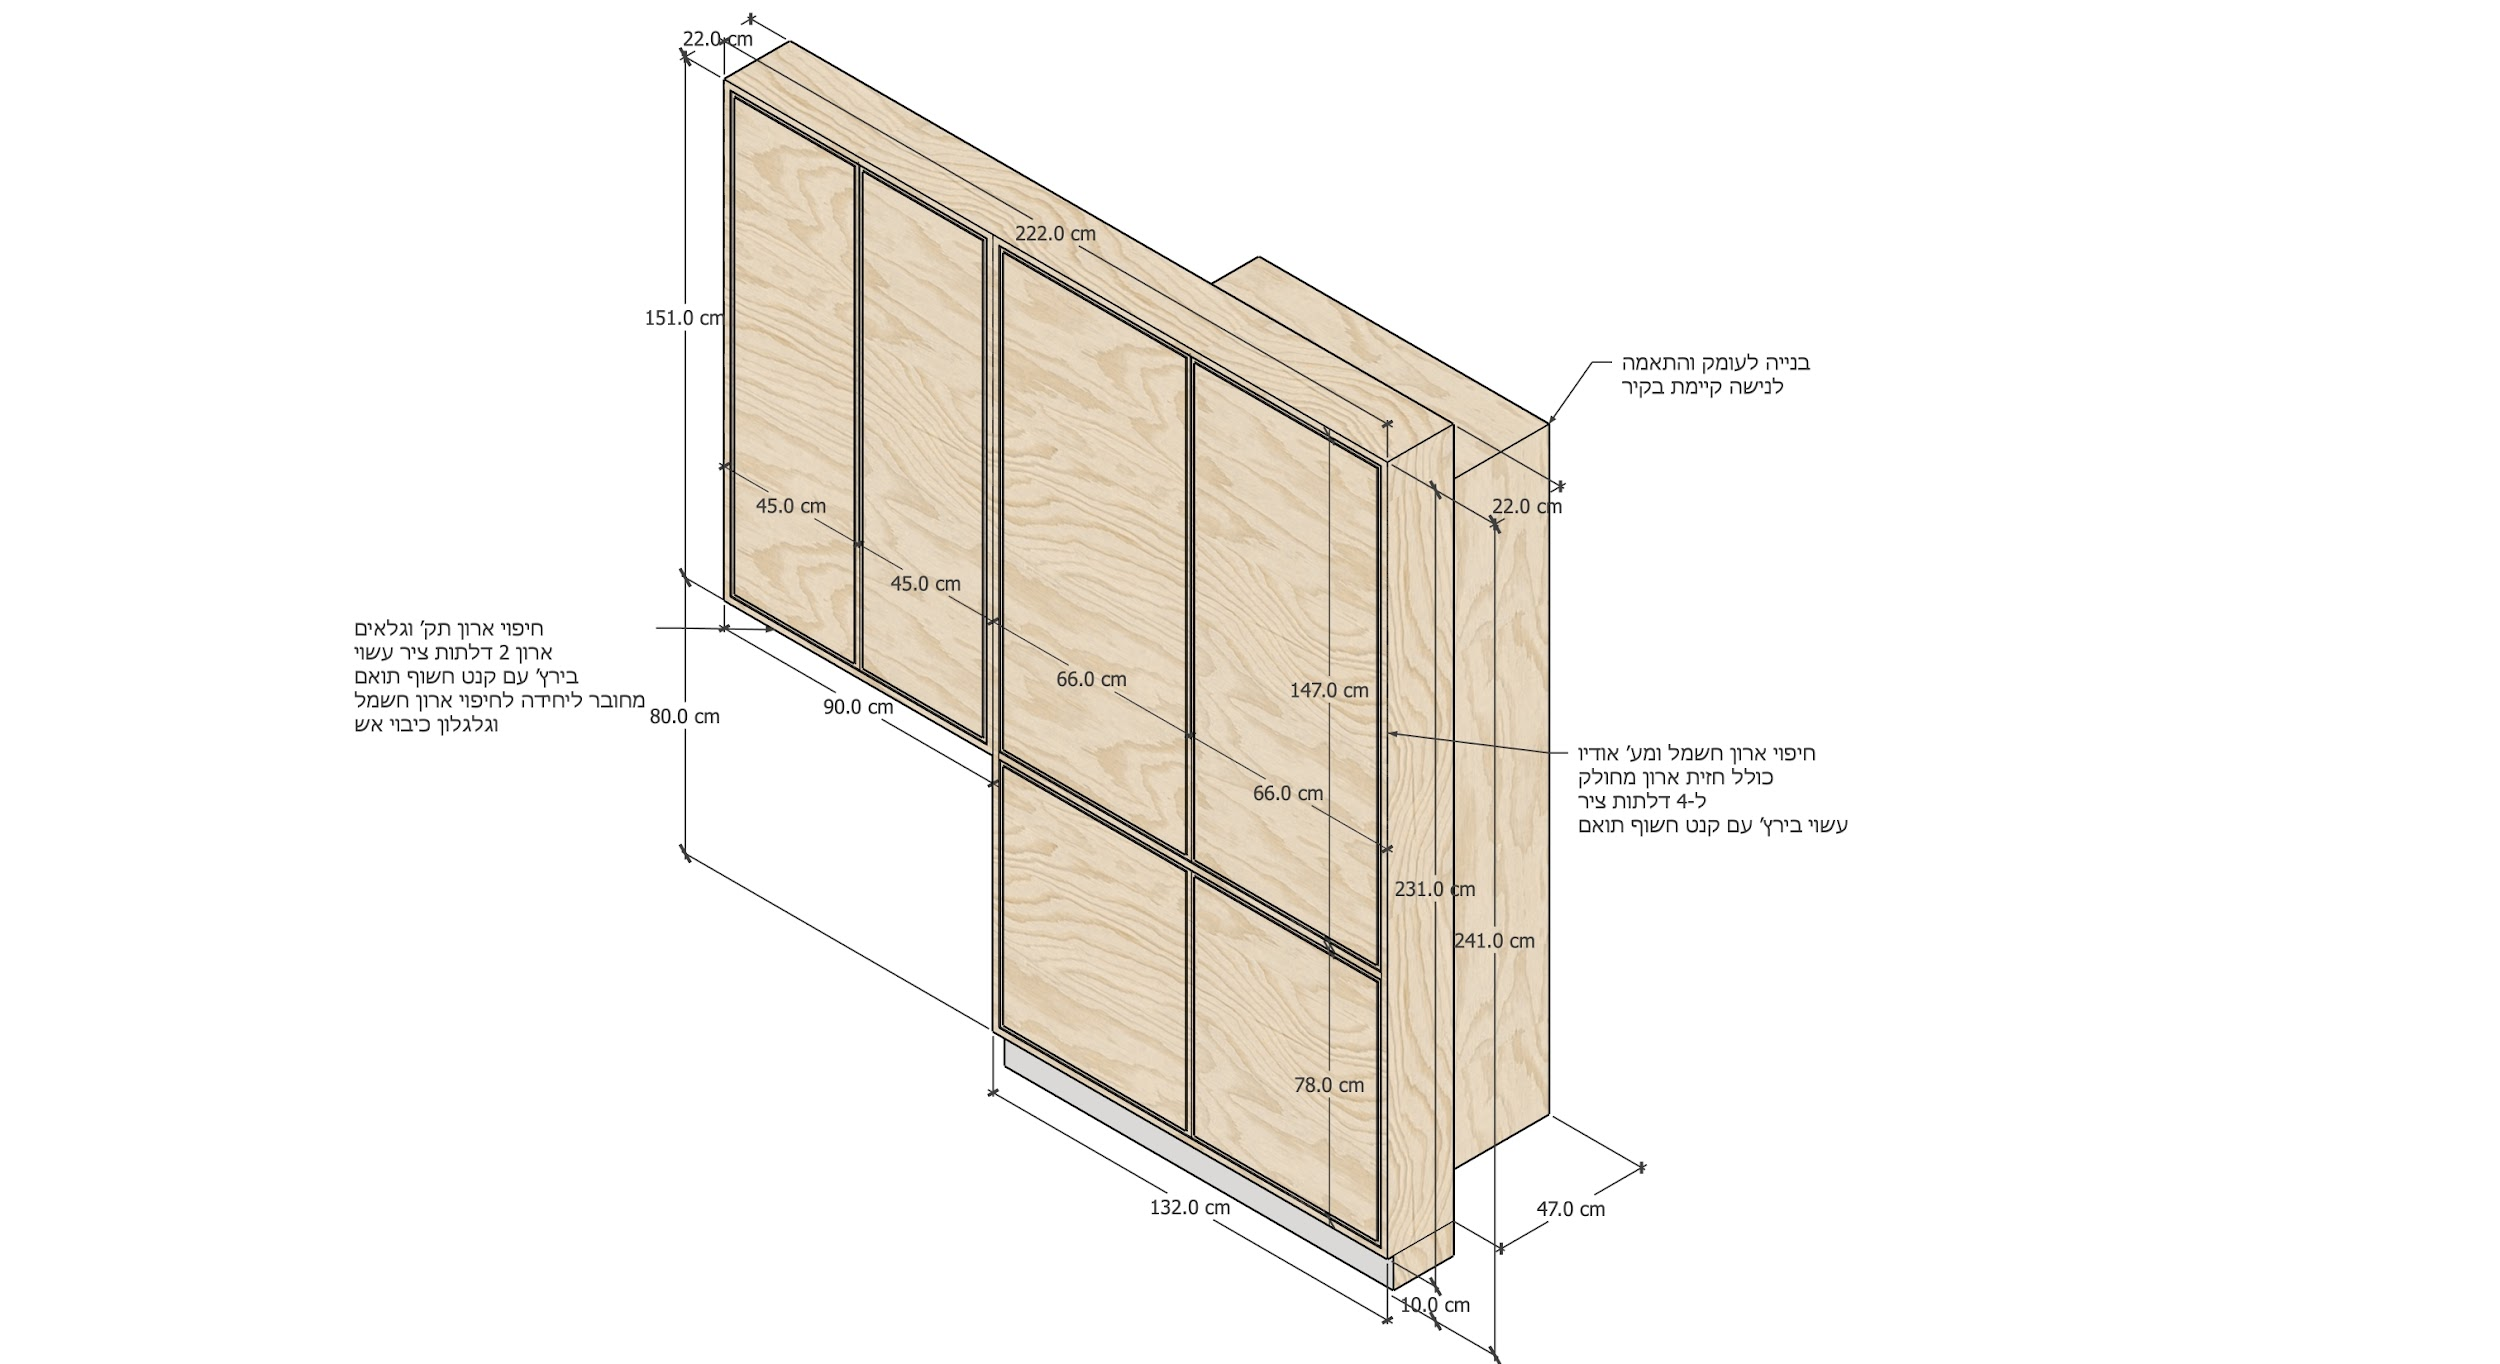 22.0 cm
222.0 cm
151.0 cm
בנייה לעומק והתאמה
לנישה קיימת בקיר
45.0 cm
22.0 cm
45.0 cm
חיפוי ארון תק' וגלאים
ארון 2 דלתות ציר עשוי
בירץ' עם קנט חשוף תואם
מחובר ליחידה לחיפוי ארון חשמל
וגלגלון כיבוי אש
66.0 cm
147.0 cm
90.0 cm
80.0 cm
חיפוי ארון חשמל ומע' אודיו
כולל חזית ארון מחולק
ל-4 דלתות ציר
עשוי בירץ' עם קנט חשוף תואם
66.0 cm
231.0 cm
241.0 cm
78.0 cm
132.0 cm
47.0 cm
10.0 cm